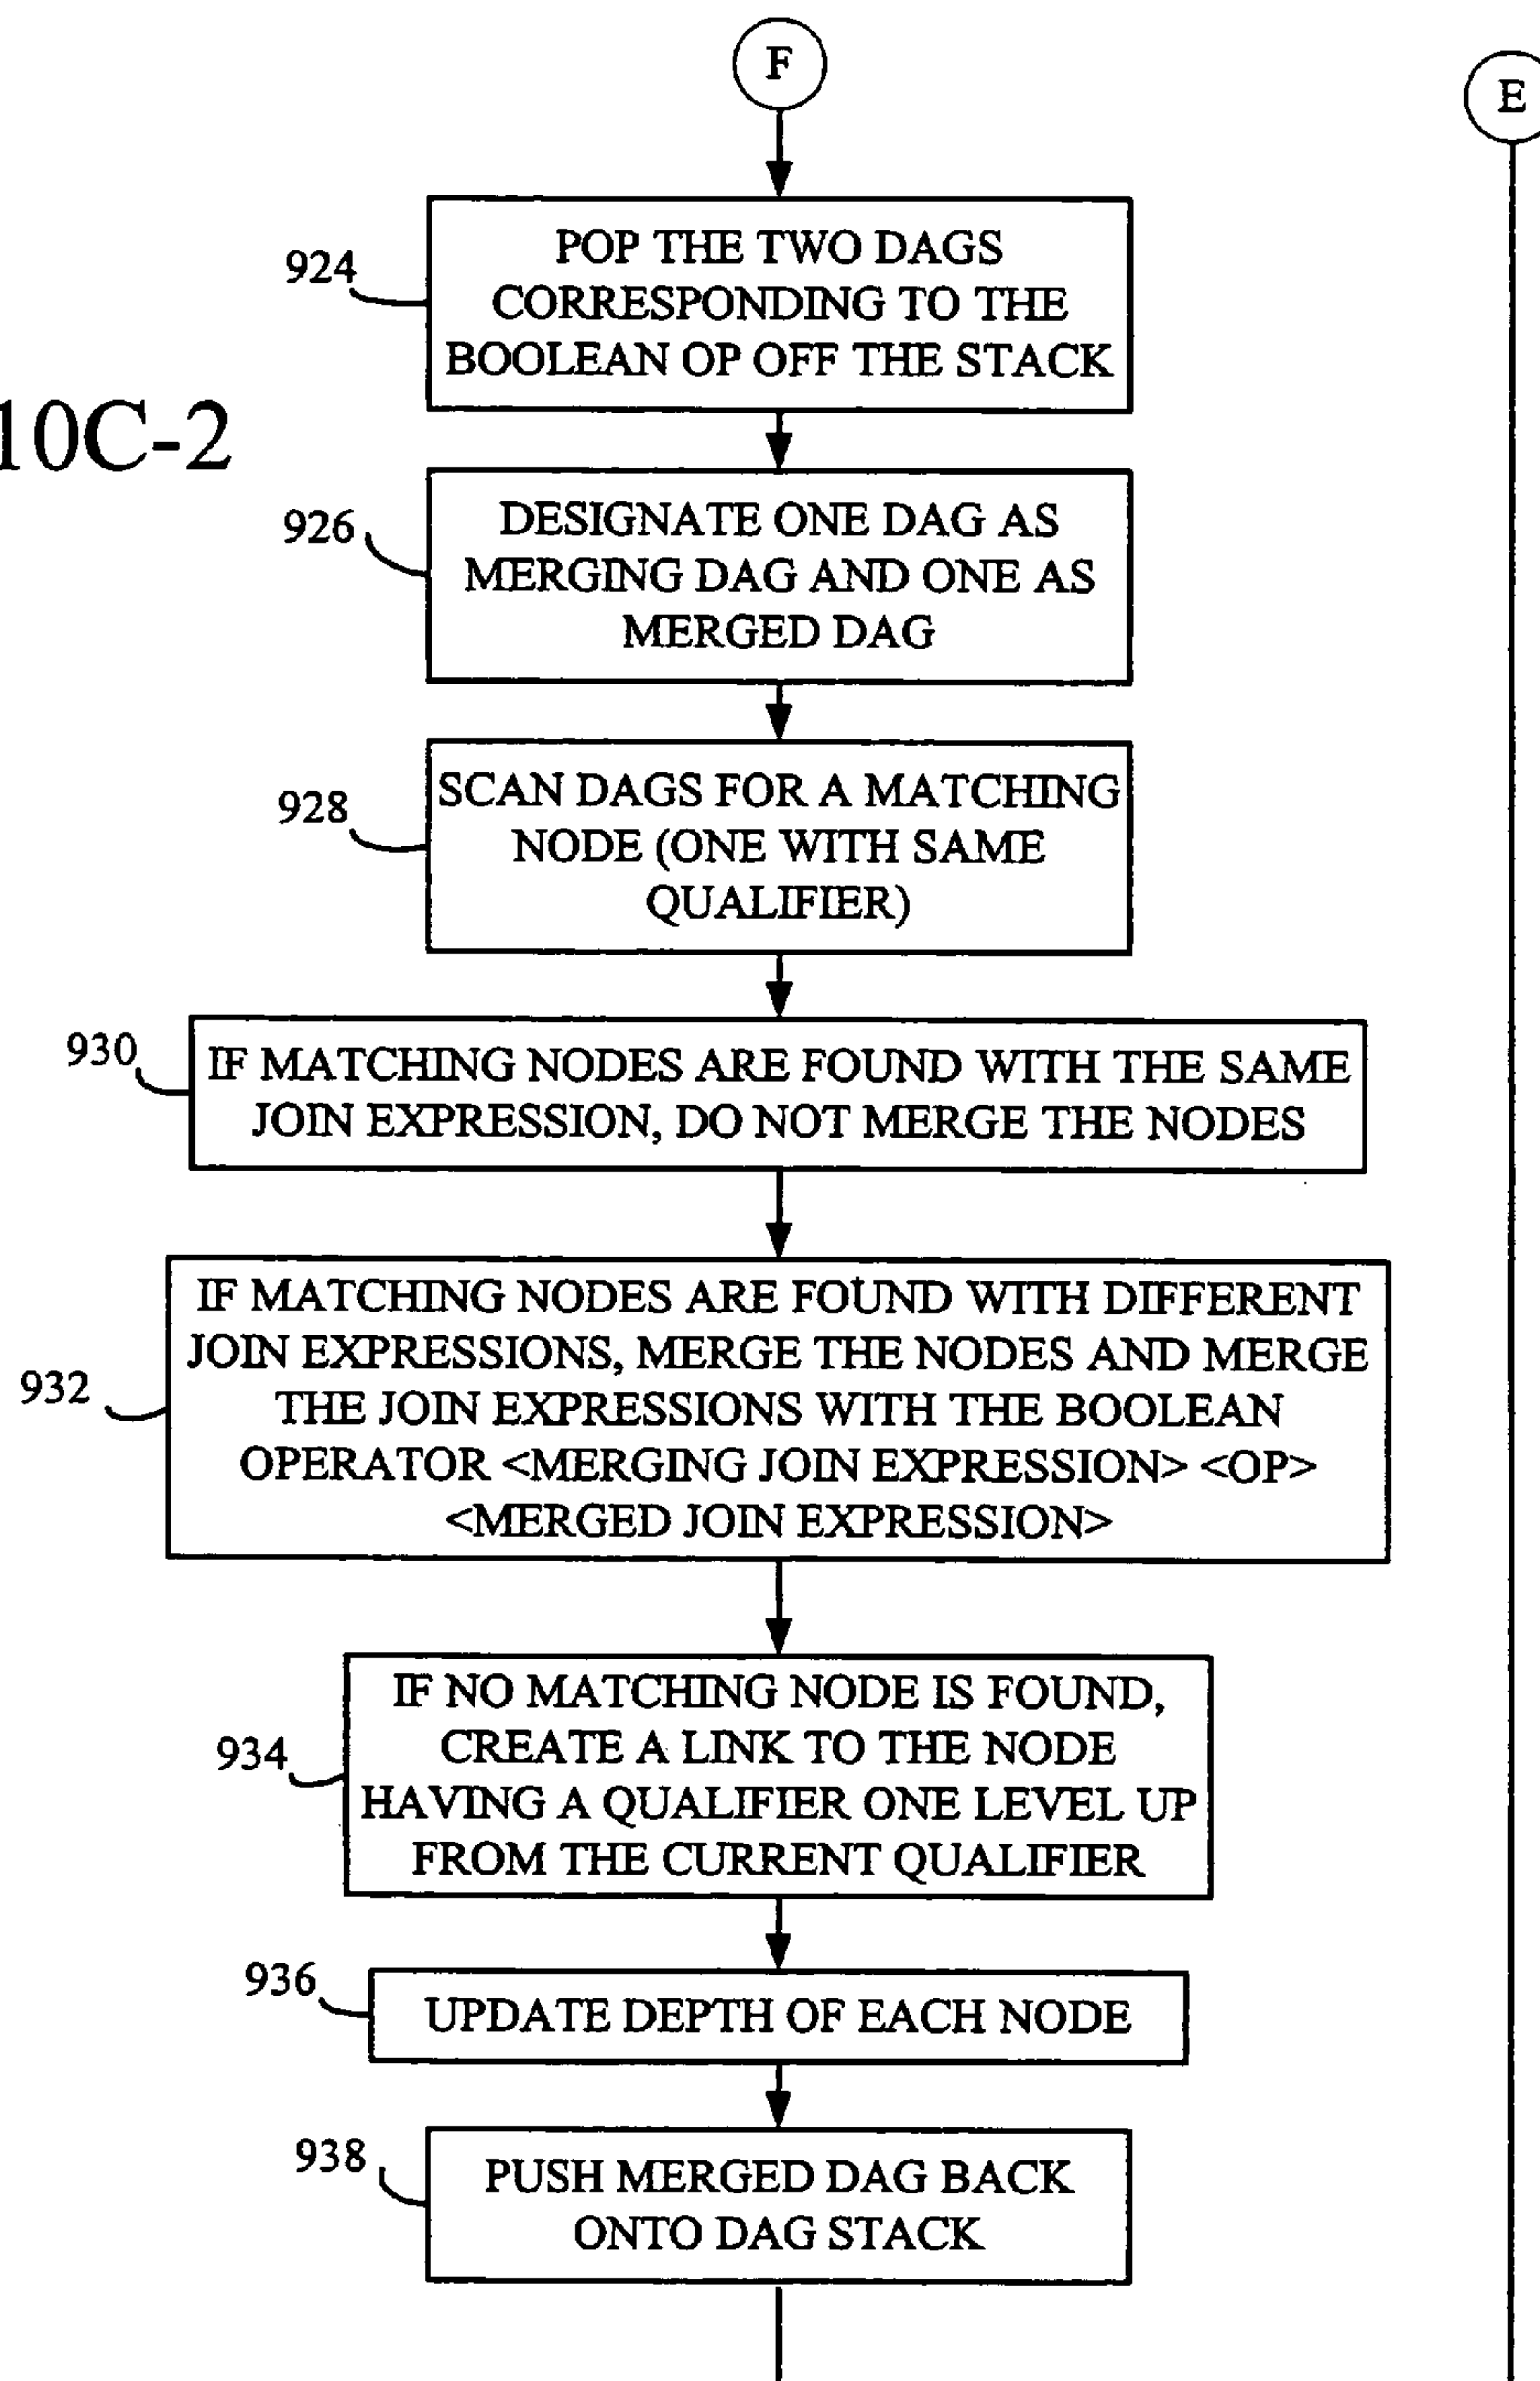 F
E
924
POP THE TWO DAGS
CORRESPONDING TO THE
BOOLEAN OP OFF THE STACK
10C-2
926
DESIGNATE ONE DAG AS
MERGING DAG AND ONE AS
MERGED DAG
928
SCAN DAGS FOR A MATCHING
NODE (ONE WITH SAME
QUALIFIER)
930
IF MATCHING NODES ARE FOUND WITH THE SAME
JOIN EXPRESSION, DO NOT MERGE THE NODES
932
IF MATCHING NODES ARE FOUND WITH DIFFERENT
JOIN EXPRESSIONS, MERGE THE NODES AND MERGE
THE JOIN EXPRESSIONS WITH THE BOOLEAN
OPERATOR <MERGING JOIN EXPRESSION> <OP>
<MERGED JOIN EXPRESSION>
934
IF NO MATCHING NODE IS FOUND,
CREATE A LINK TO THE NODE
HAVING A QUALIFIER ONE LEVEL UP
FROM THE CURRENT QUALIFIER
936
UPDATE DEPTH OF EACH NODE
938
PUSH MERGED DAG BACK
ONTO DAG STACK